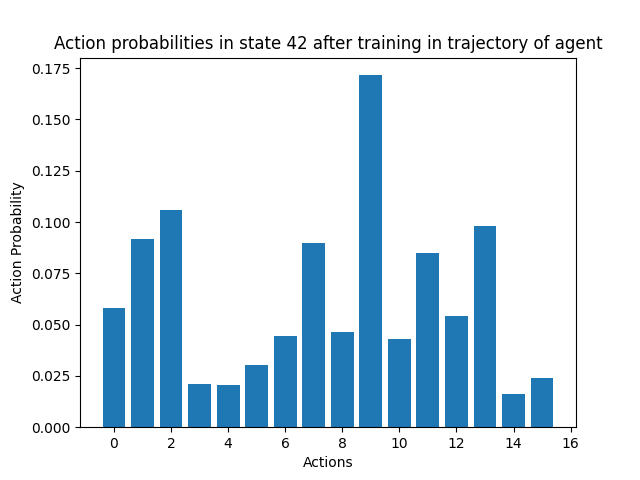 Action probabilities in state 42 after training in trajectory of agent
0.175
0.150
0.125
0.100
0.075
0.050
0.025
0.000
Action Probability
0 2 4 6 8 10 12 14 16
Actions